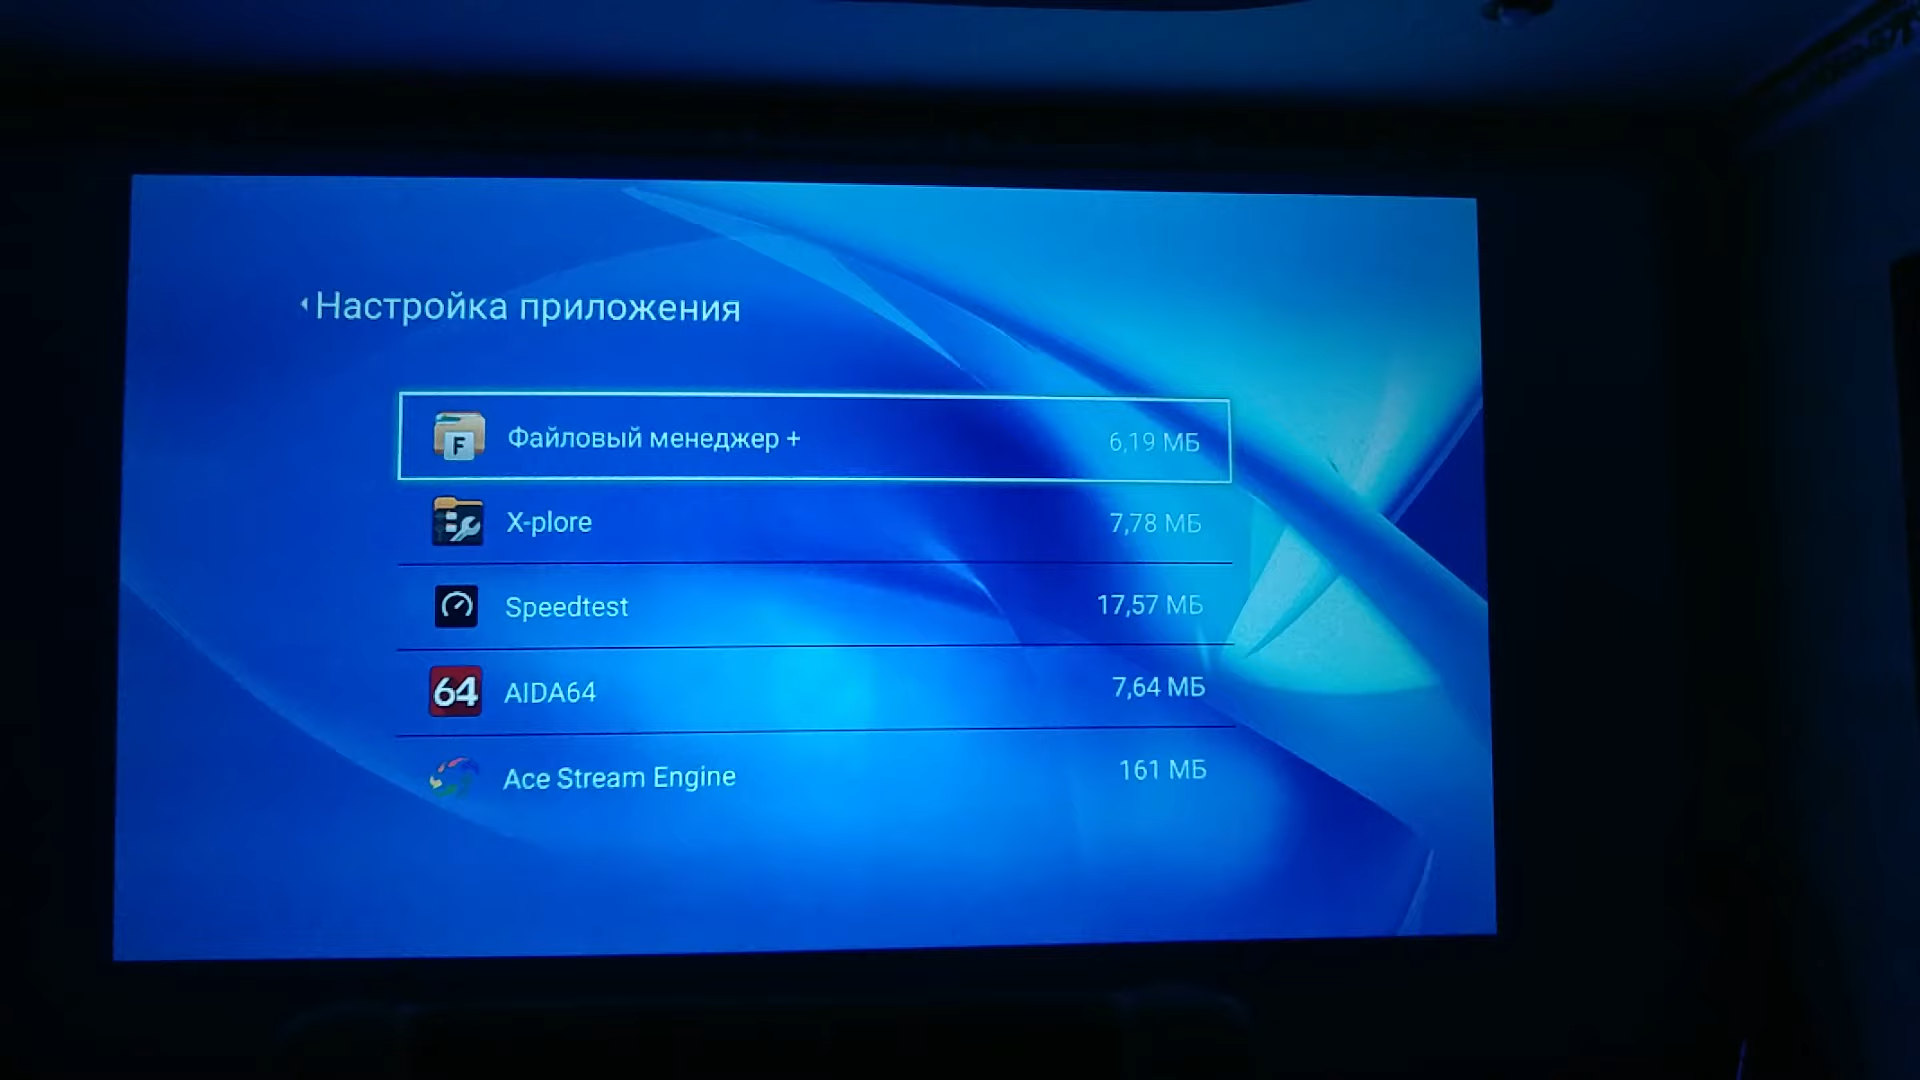 Настройка приложения
F Файловый менеджер + 6,19 МБ
X-plore 7,78 МБ
Speedtest 17,57 МБ
64 AIDA64 7,64 МБ
Ace Stream Engine 161 МБ